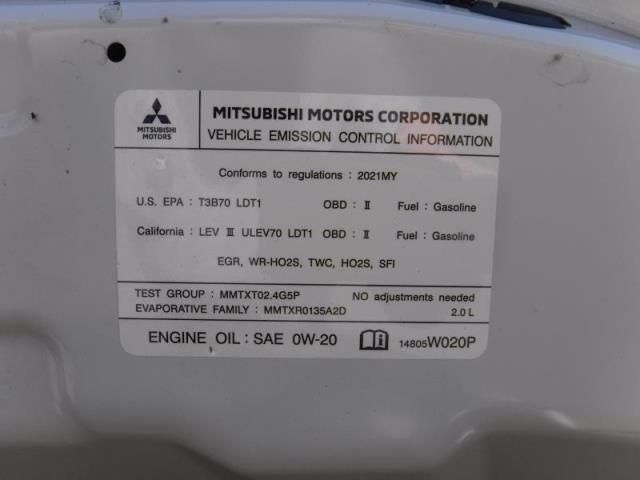 MITSUBISHI
MOTORS
MITSUBISHI MOTORS CORPORATION
VEHICLE EMISSION CONTROL INFORMATION
Conforms to regulations : 2021MY
U.S. EPA : T3B70 LDT1 OBD : Ⅱ Fuel : Gasoline
California : LEV Ⅲ ULEV70 LDT1 OBD : Ⅱ Fuel : Gasoline
EGR, WR-HO2S, TWC, HO2S, SFI
TEST GROUP : MMTXT02.4G5P NO adjustments needed
EVAPORATIVE FAMILY : MMTXR0135A2D 2.0 L
ENGINE OIL : SAE 0W-20 14805W020P